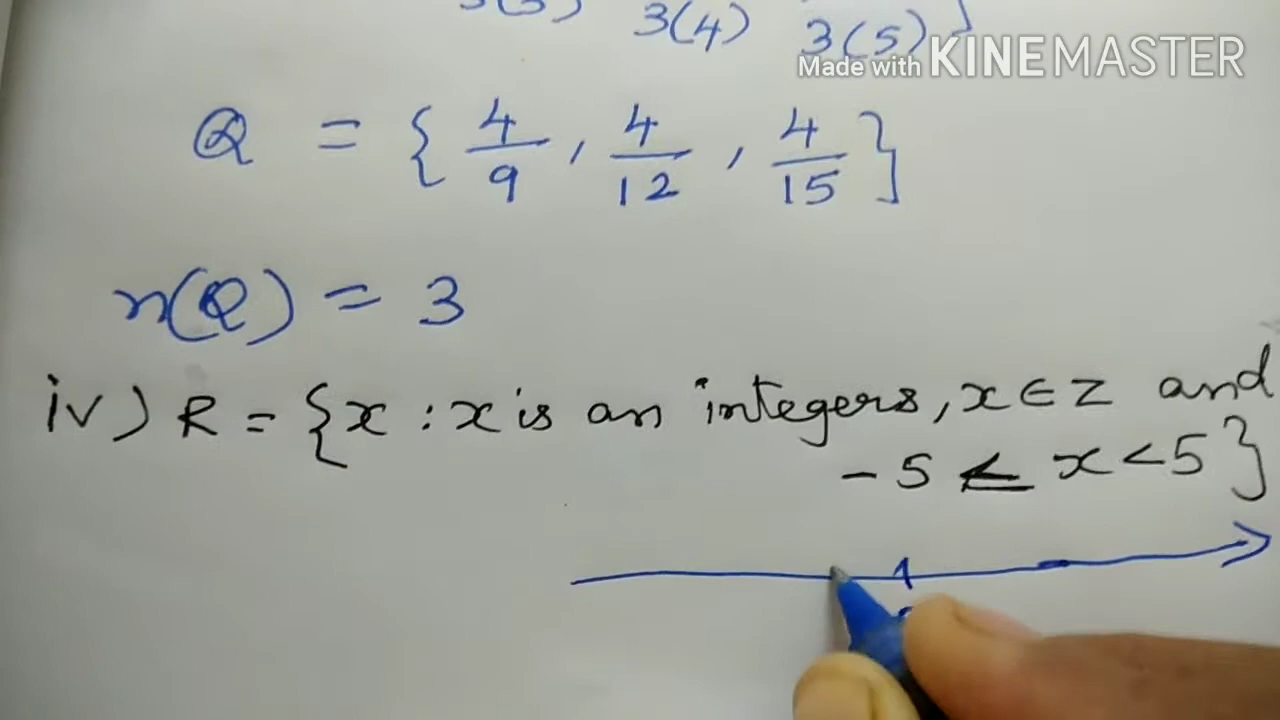 3(4) 3(5) }
Made with KINEMASTER
Q = { 4/9 , 4/12 , 4/15 }
n(Q) = 3
iv) R = {x : x is an integers, x ∈ Z and
- 5 ≤ x < 5}